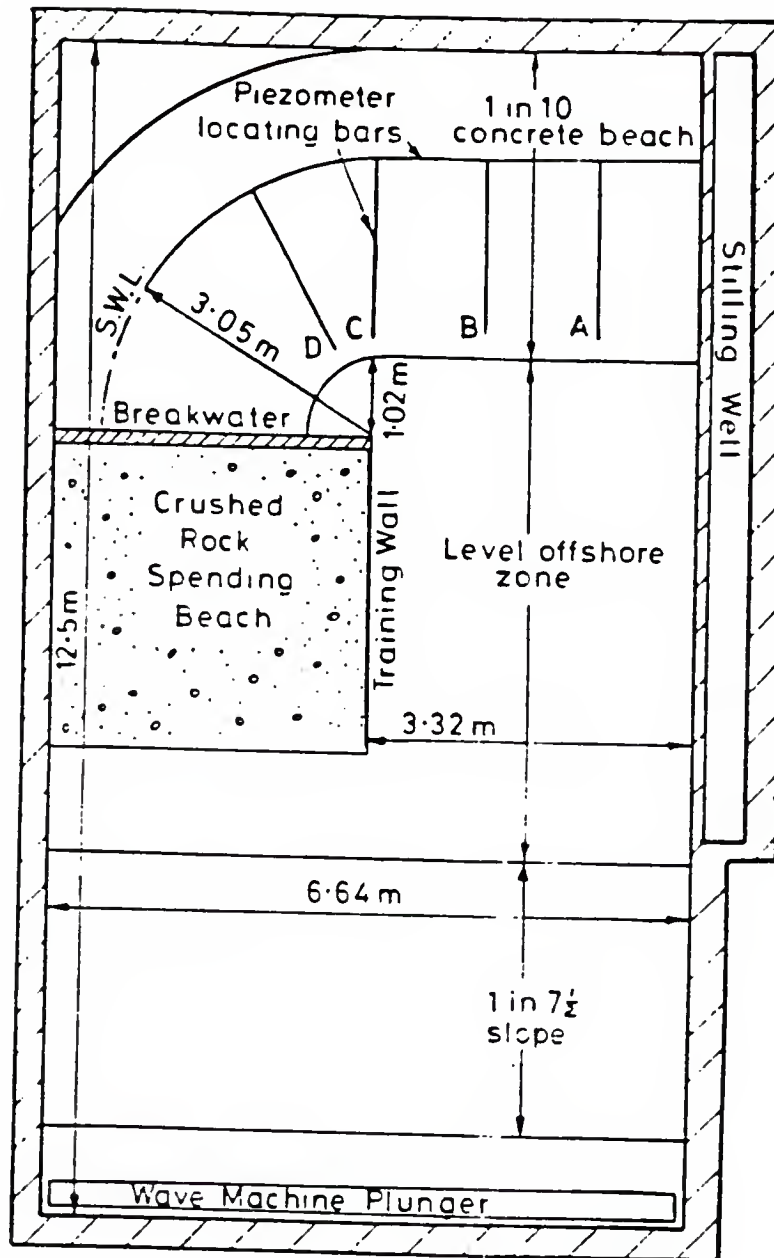 Piezometer
locating bars
1 in 10
concrete beach
S.W.L.
3·05m
D
C
B
A
1·02m
Stilling Well
Breakwater
Crushed
Rock
Spending
Beach
Training Wall
Level offshore
zone
12·5m
3·32m
6·64m
1 in 7½
slope
Wave Machine Plunger